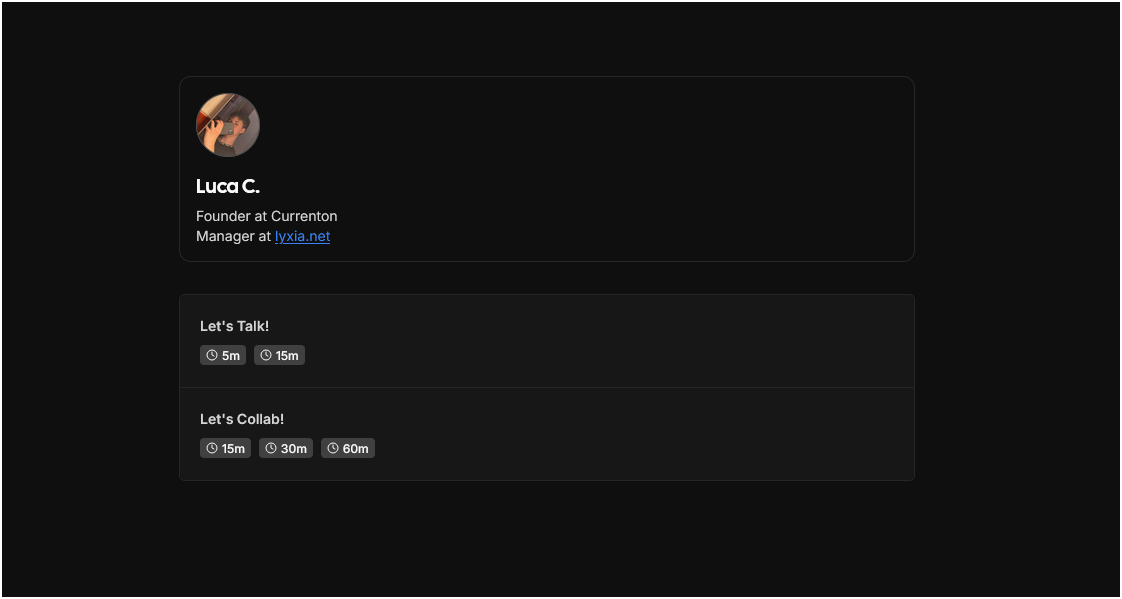 Luca C.
Founder at Currenton
Manager at lyxia.net
Let's Talk!
5m 15m
Let's Collab!
15m 30m 60m